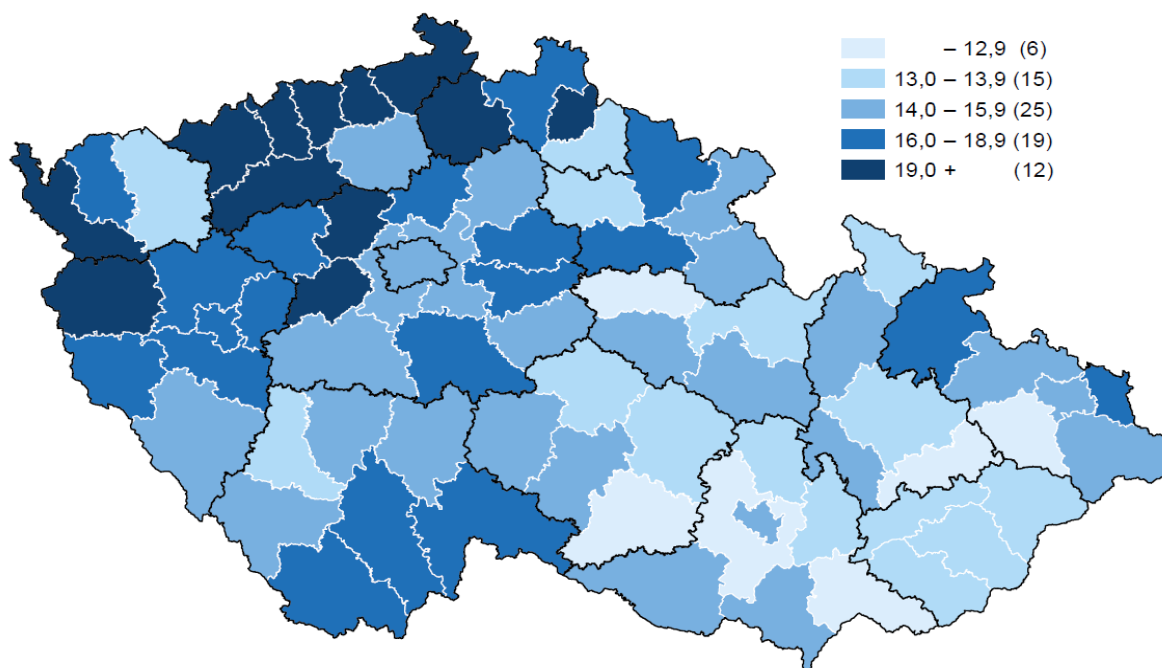 – 12,9 (6)
13,0 – 13,9 (15)
14,0 – 15,9 (25)
16,0 – 18,9 (19)
19,0 + (12)